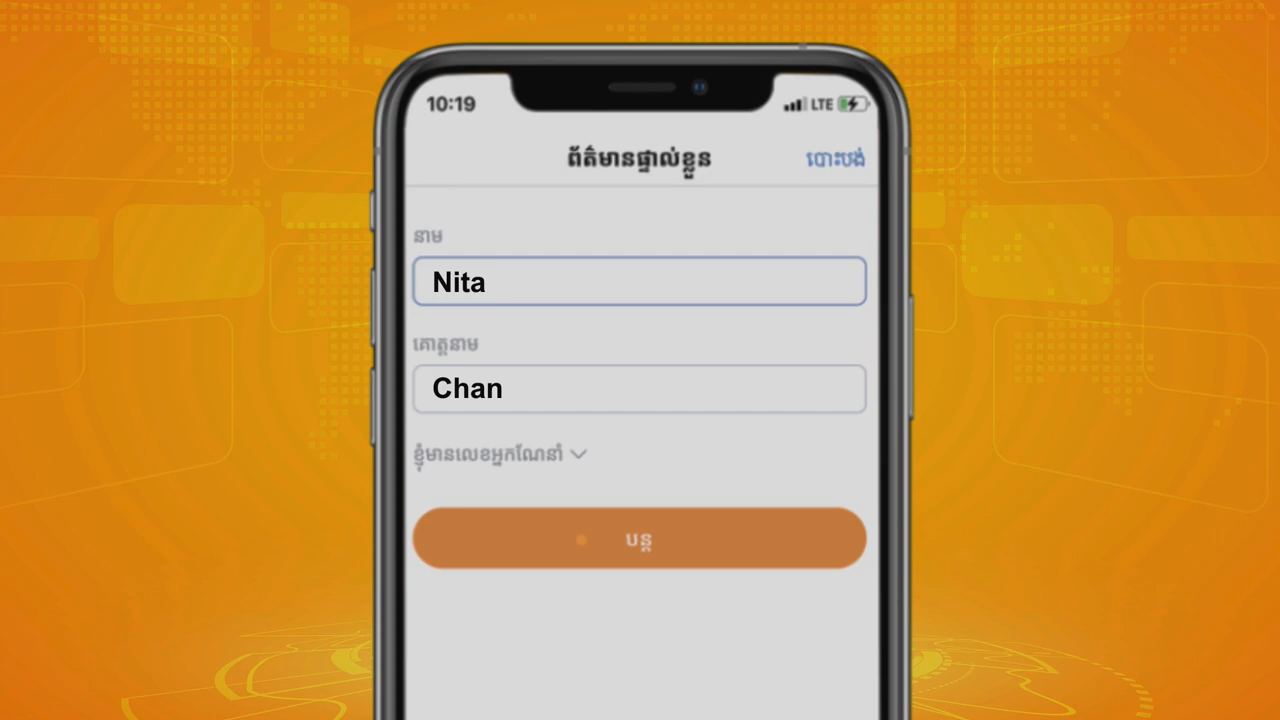 10:19 LTE
ព័ត៌មានផ្ទាល់ខ្លួន បោះបង់
នាម
Nita
គោត្តនាម
Chan
ខ្ញុំមានលេខអ្នកណែនាំ
បន្ត